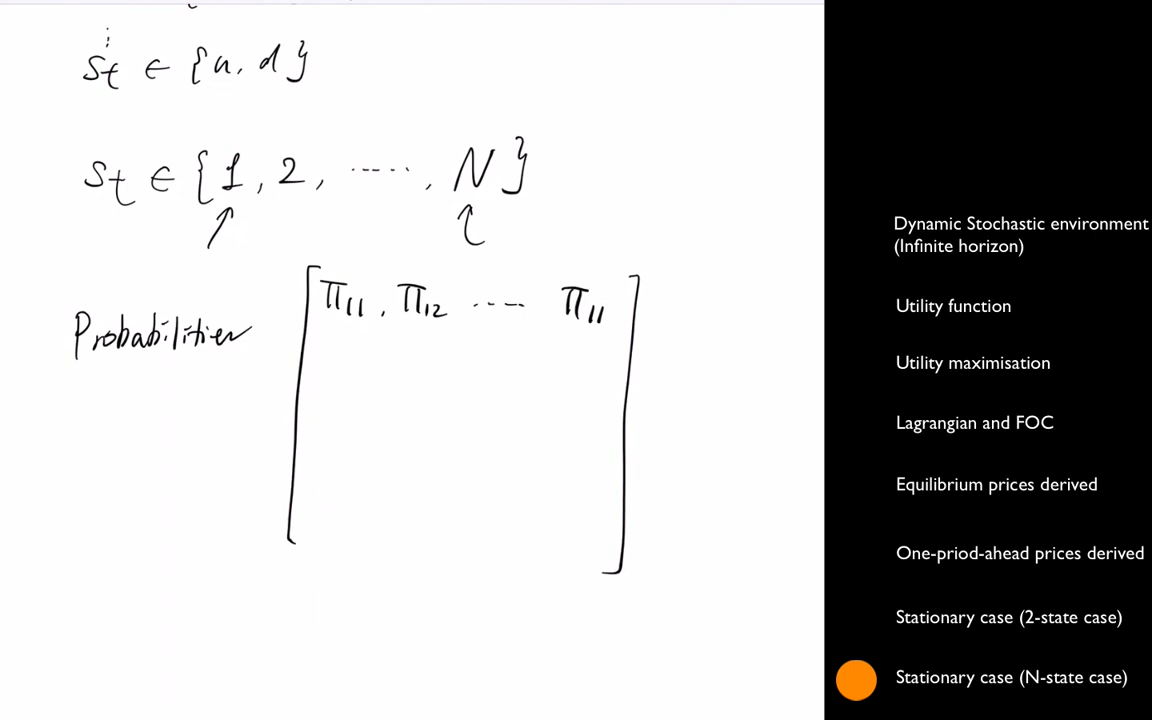 St ∈ {u, d}
St ∈ {1, 2, ....., N}
Probabilities [π11, π12 ..... π11]
Dynamic Stochastic environment
(Infinite horizon)
Utility function
Utility maximisation
Lagrangian and FOC
Equilibrium prices derived
One-priod-ahead prices derived
Stationary case (2-state case)
Stationary case (N-state case)